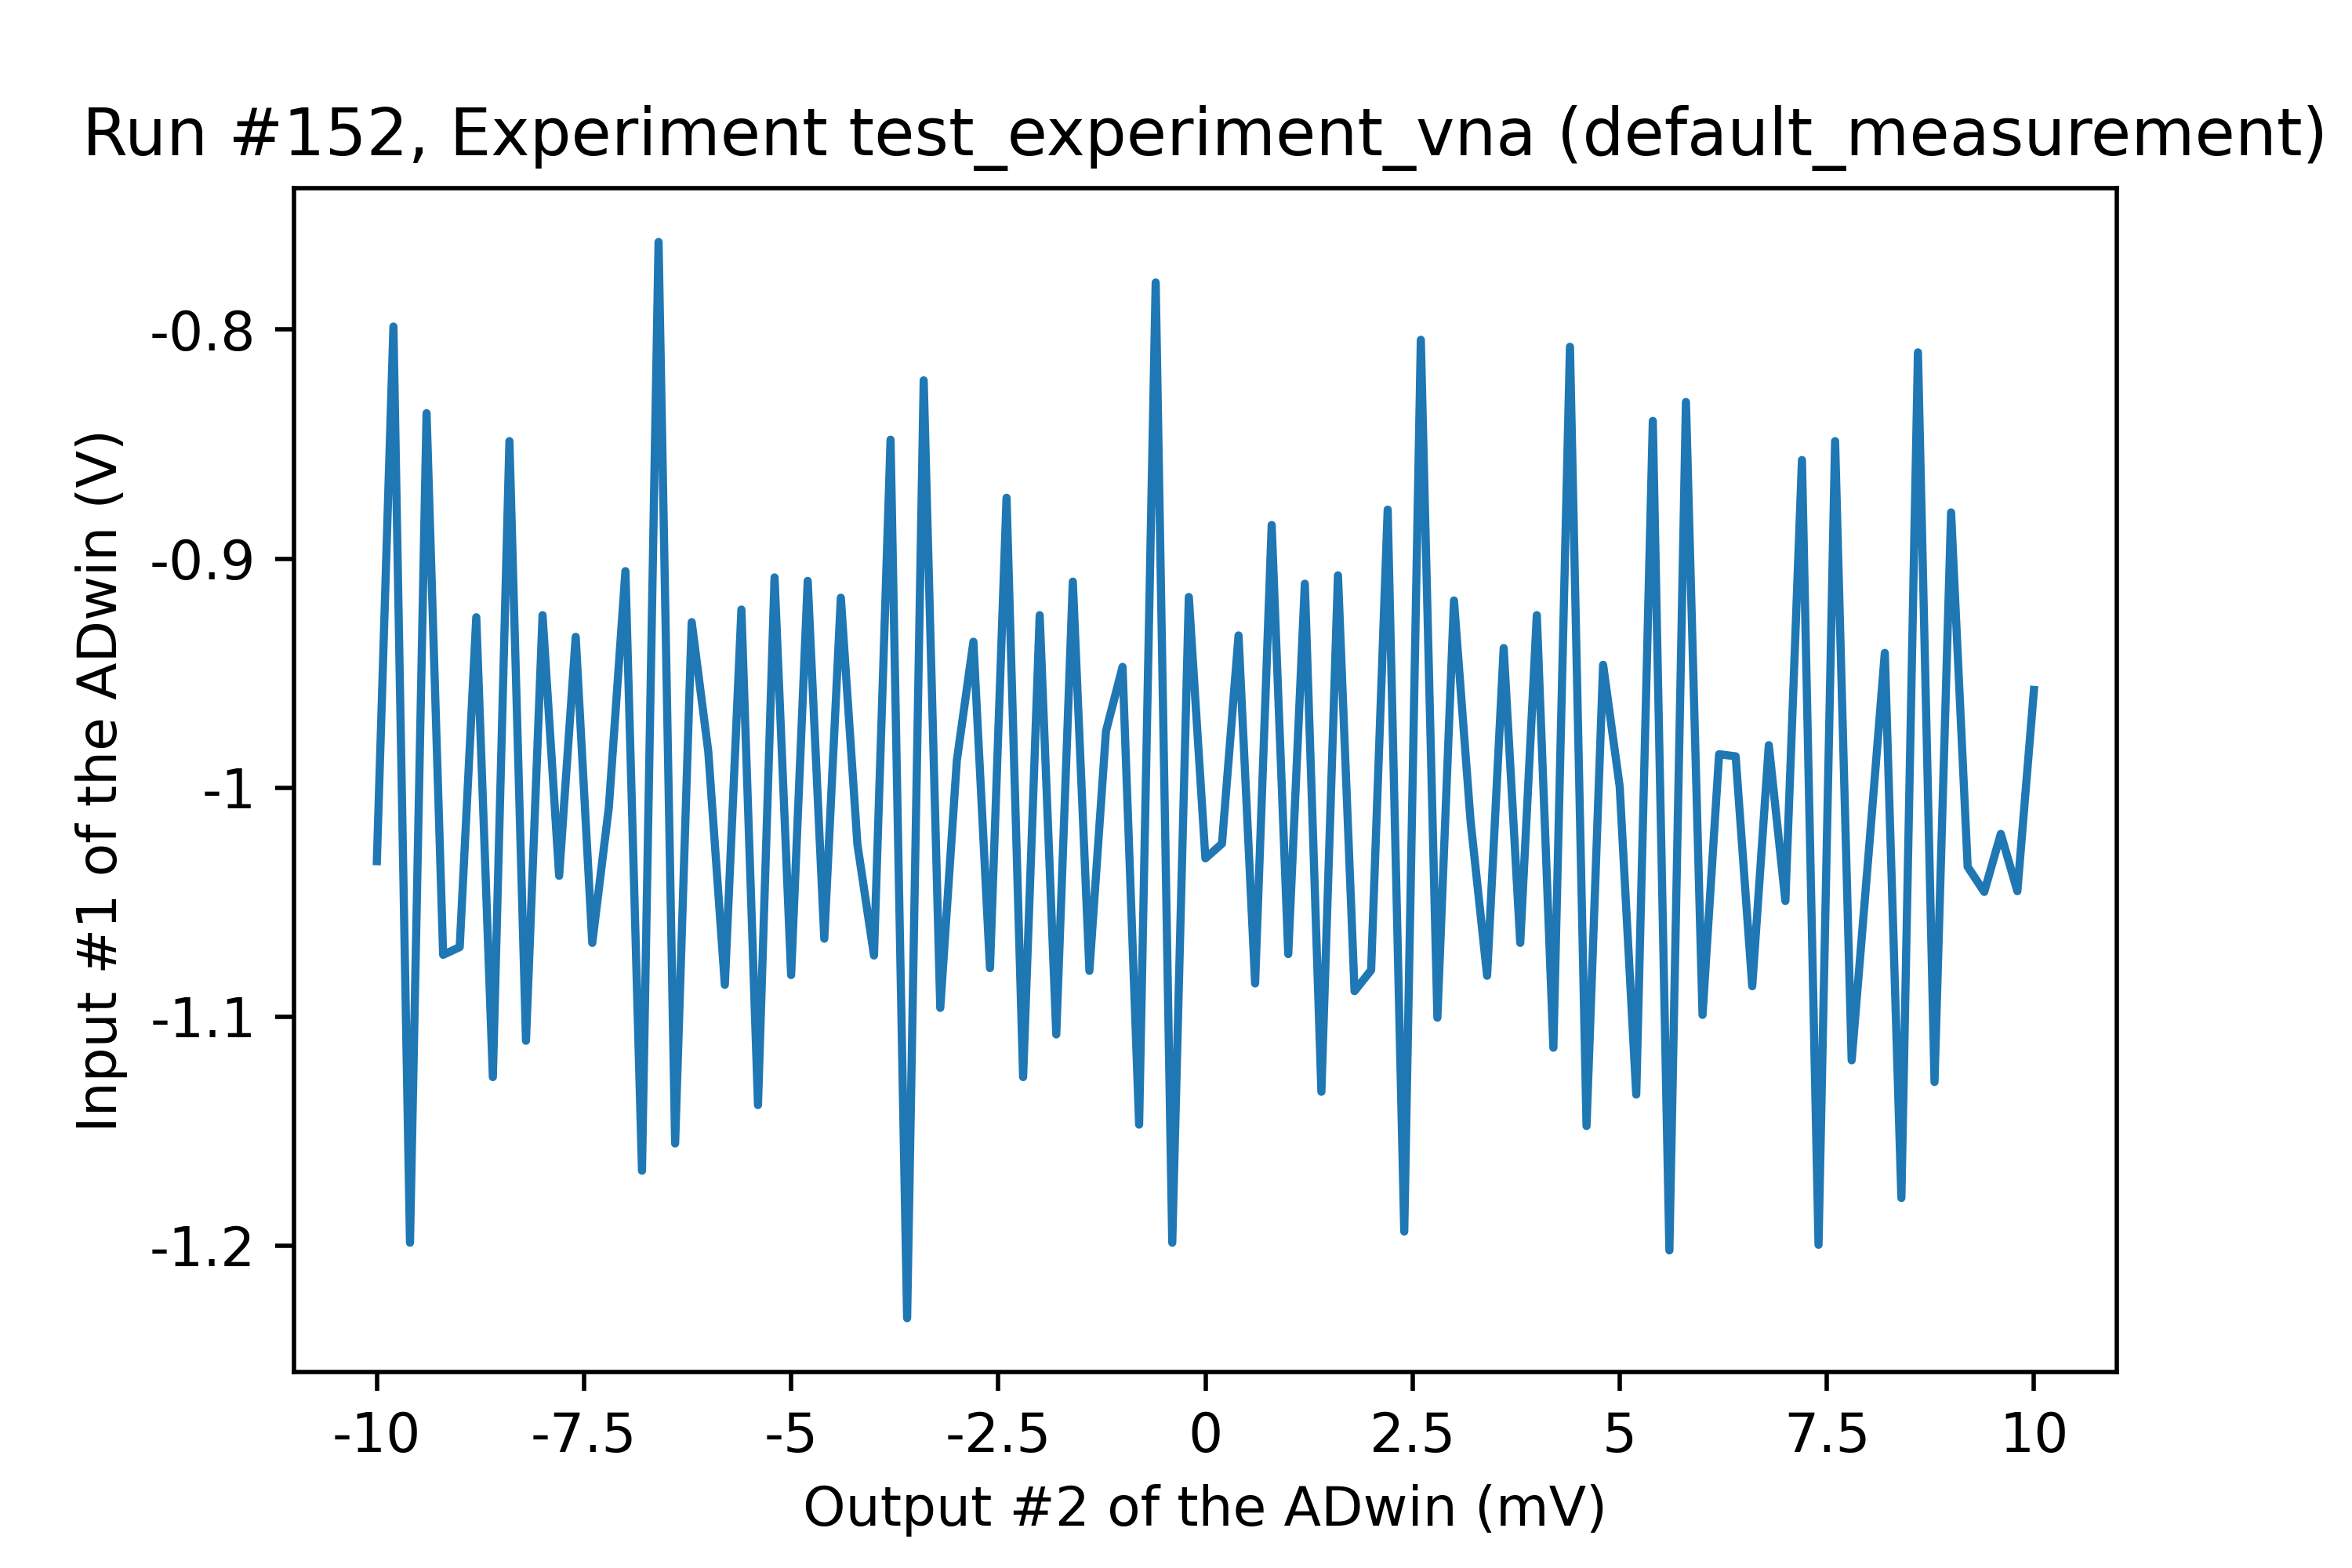 Run #152, Experiment test_experiment_vna (default_measurement)
Input #1 of the ADwin (V)
-0.8
-0.9
-1
-1.1
-1.2
-10 -7.5 -5 -2.5 0 2.5 5 7.5 10
Output #2 of the ADwin (mV)